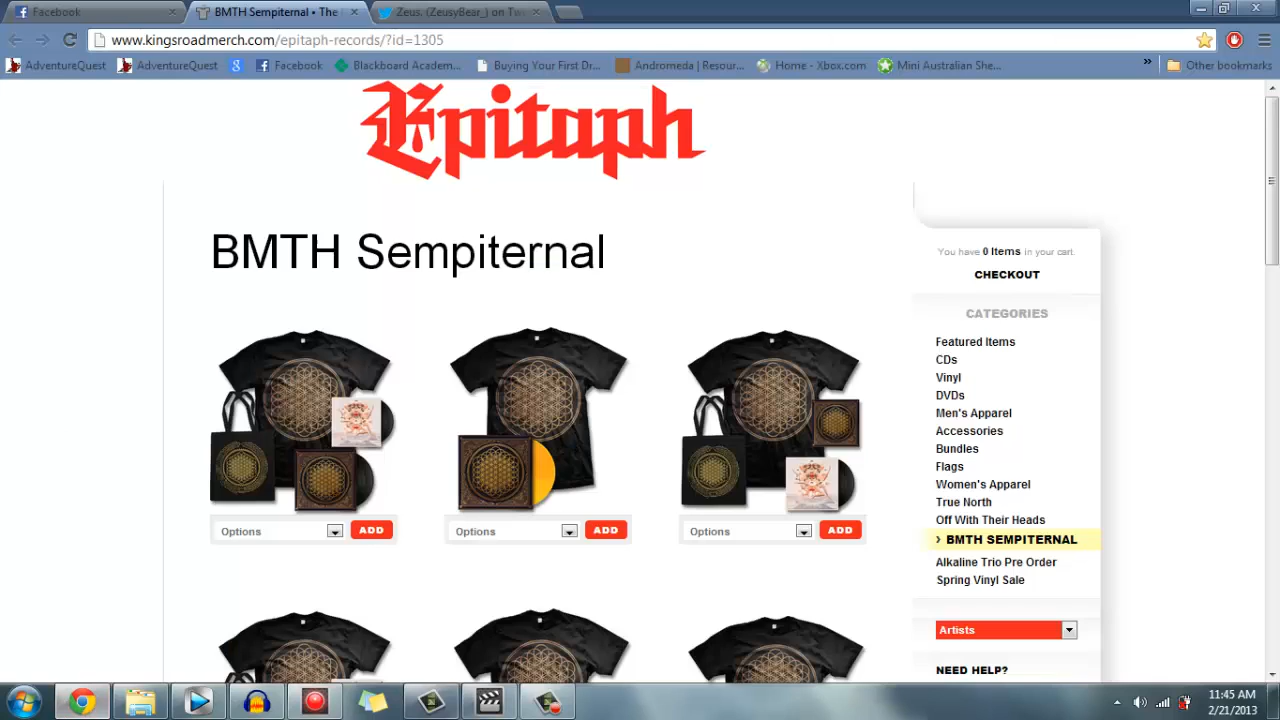 Facebook
BMTH Sempiternal • The
Zeus. (ZeusyBear_) on Tw
www.kingsroadmerch.com/epitaph-records/?id=1305
AdventureQuest
AdventureQuest
Facebook
Blackboard Academ...
Buying Your First Dr...
Andromeda | Resour...
Home - Xbox.com
Mini Australian She...
Other bookmarks
Epitaph
BMTH Sempiternal
You have 0 Items in your cart.
CHECKOUT
CATEGORIES
Featured Items
CDs
Vinyl
DVDs
Men's Apparel
Accessories
Bundles
Flags
Women's Apparel
True North
Off With Their Heads
› BMTH SEMPITERNAL
Alkaline Trio Pre Order
Spring Vinyl Sale
Artists
NEED HELP?
Options ADD
Options ADD
Options ADD
11:45 AM
2/21/2013